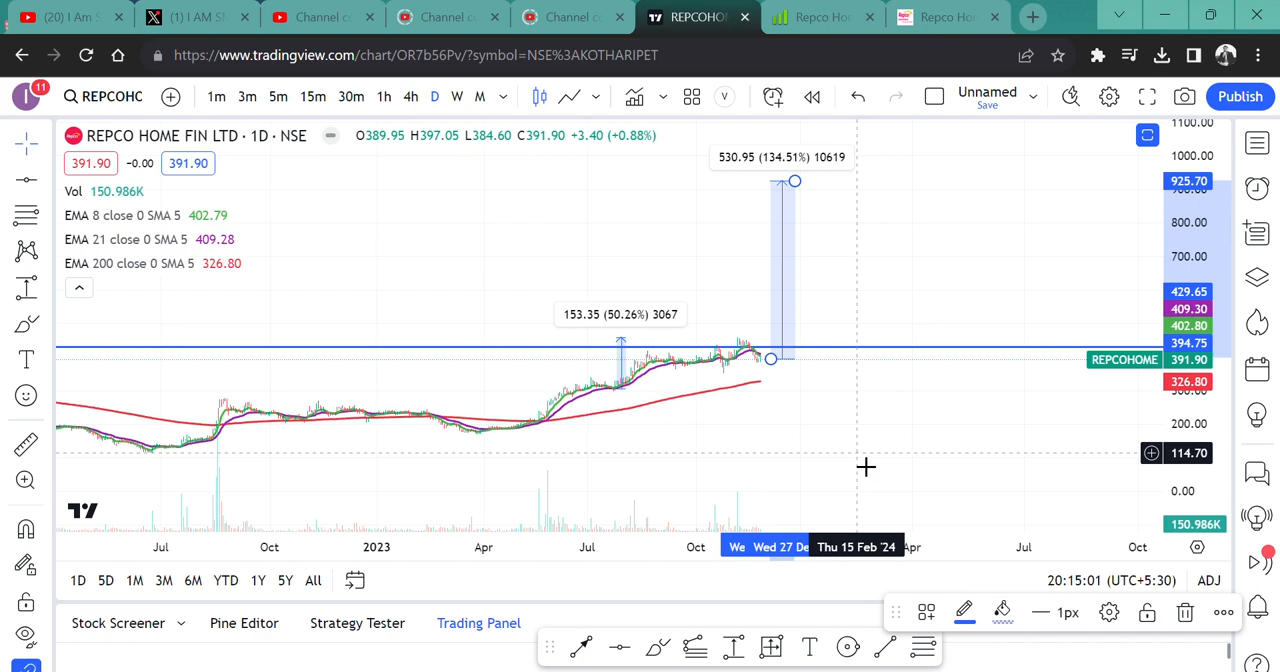 (20) I Am S
(1) I AM SM
Channel c
Channel c
Channel c
REPCOHO
Repco Ho
Repco Ho
https://www.tradingview.com/chart/OR7b56Pv/?symbol=NSE%3AKOTHARIPET
I 11 REPCOHC 1m 3m 5m 15m 30m 1h 4h D W M V Unnamed Save Publish
REPCO HOME FIN LTD · 1D · NSE O389.95 H397.05 L384.60 C391.90 +3.40 (+0.88%)
391.90 -0.00 391.90
Vol 150.986K
EMA 8 close 0 SMA 5 402.79
EMA 21 close 0 SMA 5 409.28
EMA 200 close 0 SMA 5 326.80
530.95 (134.51%) 10619
153.35 (50.26%) 3067
1100.00
1000.00
925.70
800.00
700.00
429.65
409.30
402.80
394.75
REPCOHOME 391.90
326.80
200.00
114.70
0.00
150.986K
Jul Oct 2023 Apr Jul Oct We Wed 27 De Thu 15 Feb '24 Apr Jul Oct
1D 5D 1M 3M 6M YTD 1Y 5Y All 20:15:01 (UTC+5:30) ADJ
1px
Stock Screener Pine Editor Strategy Tester Trading Panel